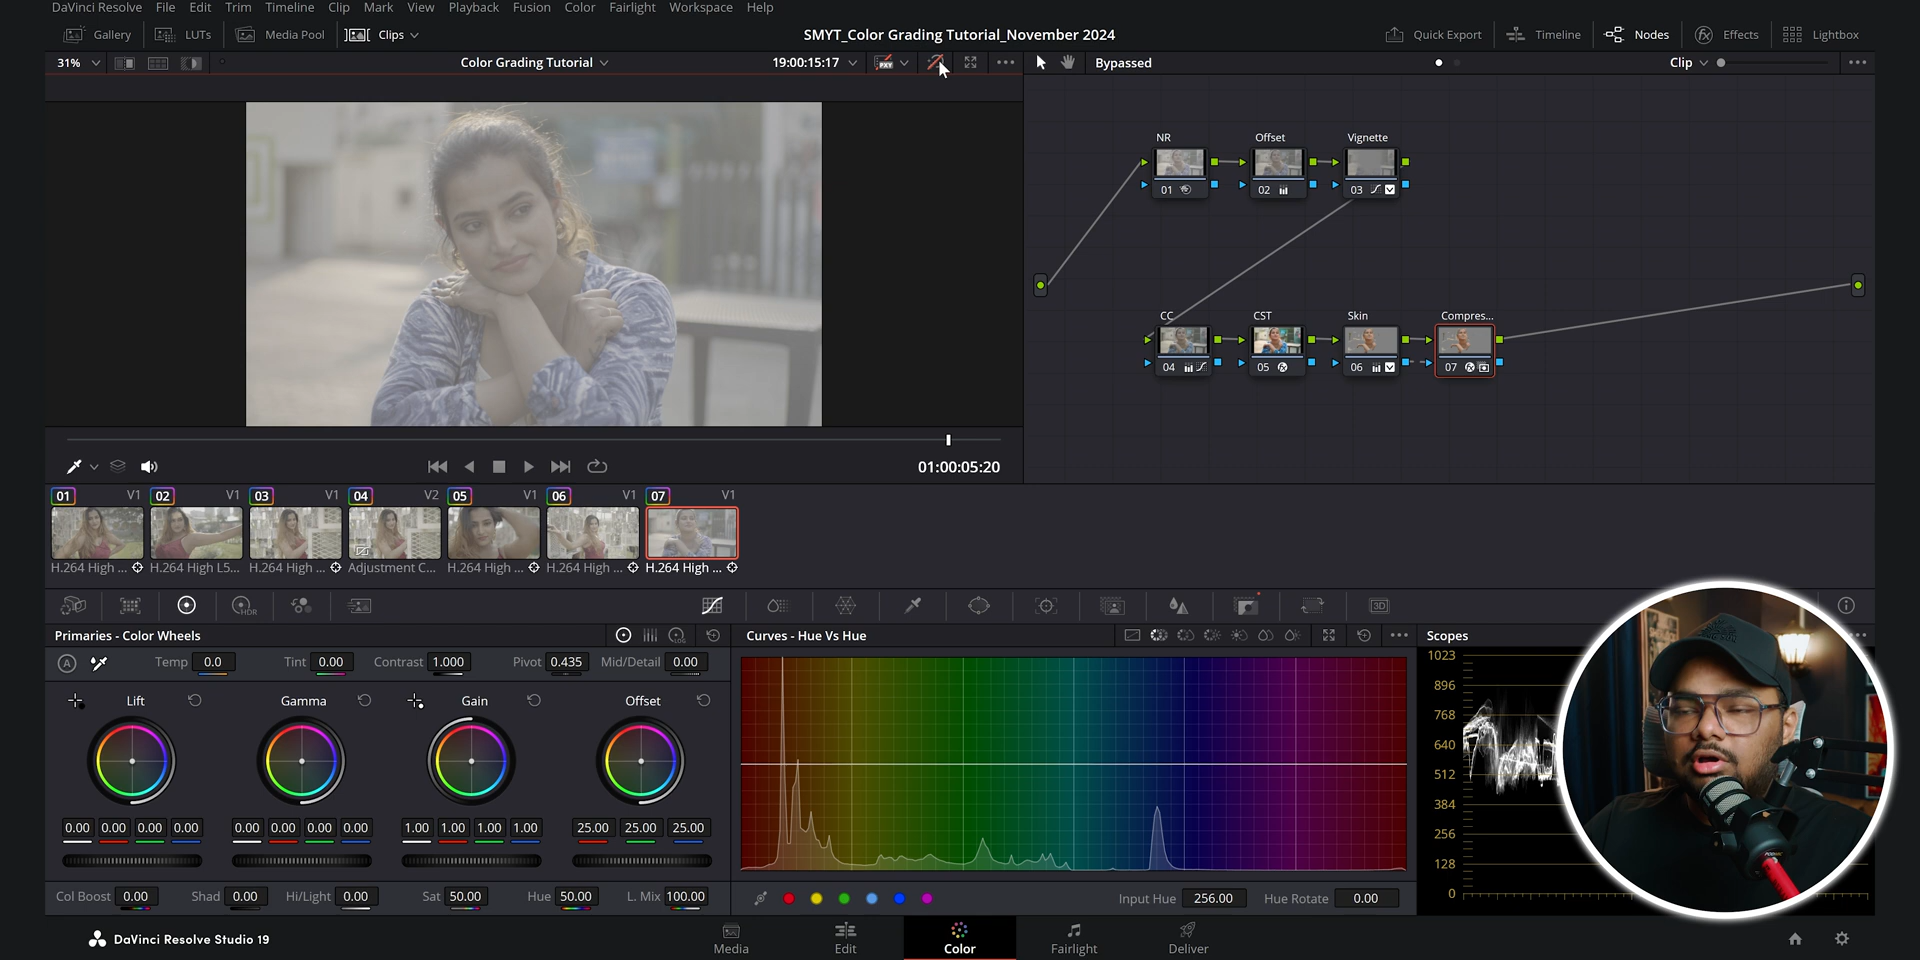 DaVinci Resolve File Edit Trim Timeline Clip Mark View Playback Fusion Color Fairlight Workspace Help
Gallery LUTs Media Pool Clips SMYT_Color Grading Tutorial_November 2024 Quick Export Timeline Nodes Effects Lightbox
31% Color Grading Tutorial 19:00:15:17 PXY Bypassed Clip
NR Offset Vignette
01 02 03
CC CST Skin Compres...
04 05 06 07
01:00:05:20
01 V1 02 V1 03 V1 04 V2 05 V1 06 V1 07 V1
H.264 High ... H.264 High L5... H.264 High ... Adjustment C... H.264 High ... H.264 High ... H.264 High ...
HDR 3D
Primaries - Color Wheels LOG Curves - Hue Vs Hue Scopes
A Temp 0.0 Tint 0.00 Contrast 1.000 Pivot 0.435 Mid/Detail 0.00
Lift Gamma Gain Offset
0.00 0.00 0.00 0.00 0.00 0.00 0.00 0.00 1.00 1.00 1.00 1.00 25.00 25.00 25.00
Col Boost 0.00 Shad 0.00 Hi/Light 0.00 Sat 50.00 Hue 50.00 L. Mix 100.00
Input Hue 256.00 Hue Rotate 0.00
1023
896
768
640
512
384
256
128
0
DaVinci Resolve Studio 19 Media Edit Color Fairlight Deliver